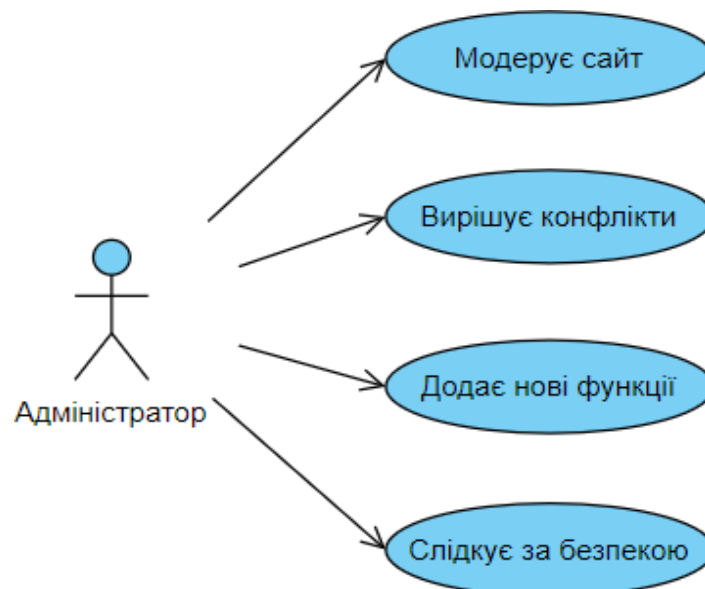 Модерує сайт
Вирішує конфлікти
Додає нові функції
Адміністратор
Слідкує за безпекою